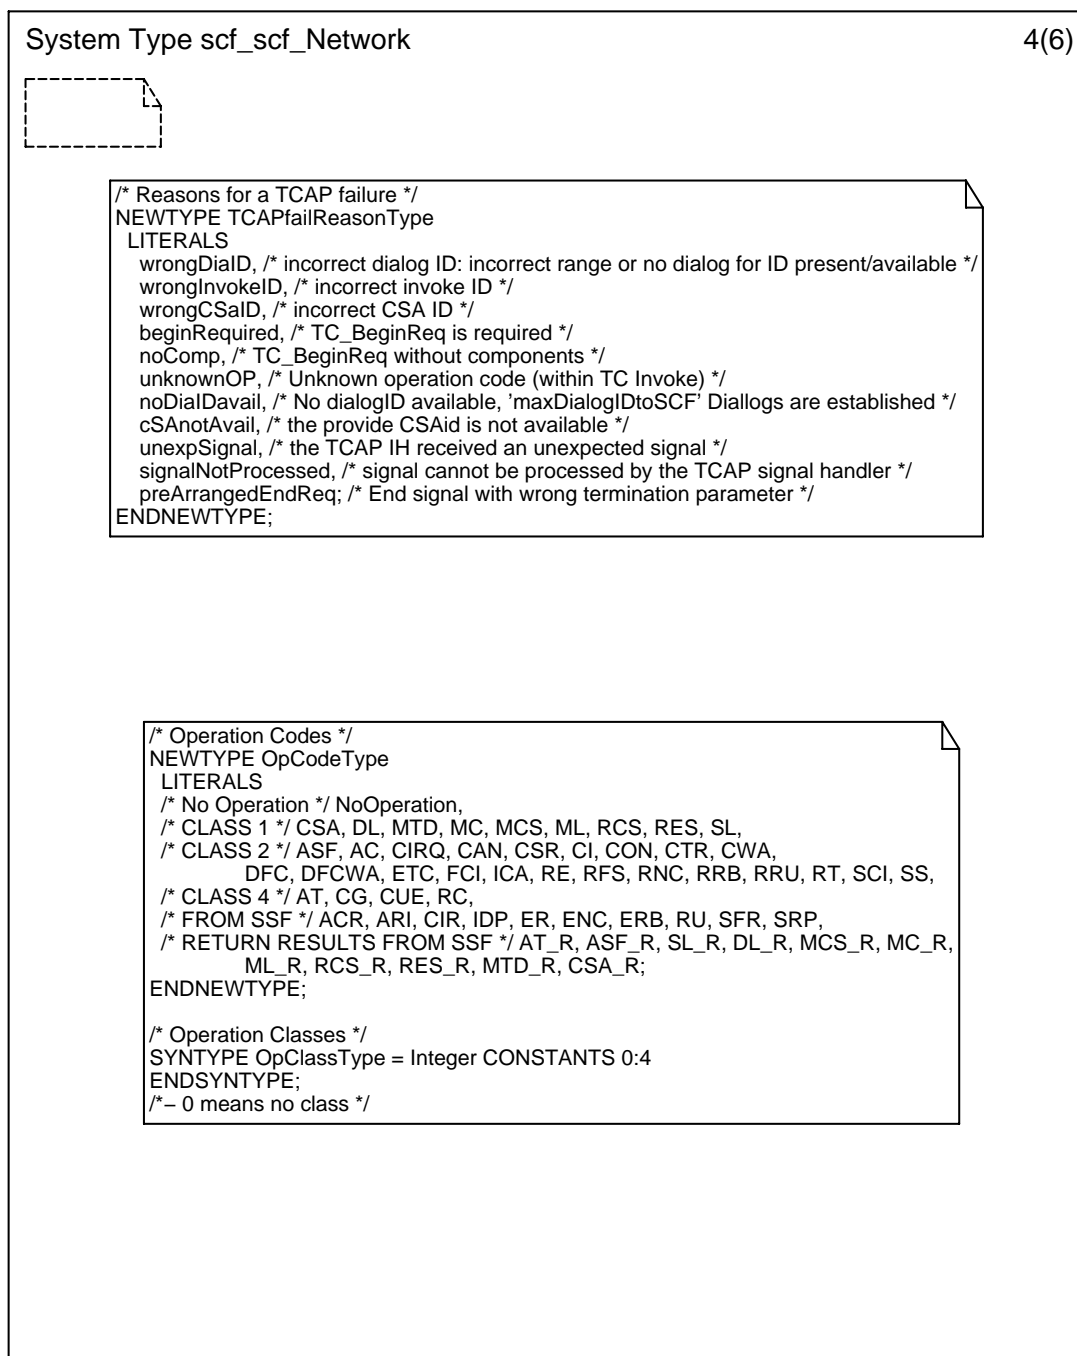 System Type scf_scf_Network 4(6)
/* Reasons for a TCAP failure */
NEWTYPE TCAPfailReasonType
LITERALS
wrongDiaID, /* incorrect dialog ID: incorrect range or no dialog for ID present/available */
wrongInvokeID, /* incorrect invoke ID */
wrongCSaID, /* incorrect CSA ID */
beginRequired, /* TC_BeginReq is required */
noComp, /* TC_BeginReq without components */
unknownOP, /* Unknown operation code (within TC Invoke) */
noDiaIDavail, /* No dialogID available, 'maxDialogIDtoSCF' Diallogs are established */
cSAnotAvail, /* the provide CSAid is not available */
unexpSignal, /* the TCAP IH received an unexpected signal */
signalNotProcessed, /* signal cannot be processed by the TCAP signal handler */
preArrangedEndReq; /* End signal with wrong termination parameter */
ENDNEWTYPE;
/* Operation Codes */
NEWTYPE OpCodeType
LITERALS
/* No Operation */ NoOperation,
/* CLASS 1 */ CSA, DL, MTD, MC, MCS, ML, RCS, RES, SL,
/* CLASS 2 */ ASF, AC, CIRQ, CAN, CSR, CI, CON, CTR, CWA,
DFC, DFCWA, ETC, FCI, ICA, RE, RFS, RNC, RRB, RRU, RT, SCI, SS,
/* CLASS 4 */ AT, CG, CUE, RC,
/* FROM SSF */ ACR, ARI, CIR, IDP, ER, ENC, ERB, RU, SFR, SRP,
/* RETURN RESULTS FROM SSF */ AT_R, ASF_R, SL_R, DL_R, MCS_R, MC_R,
ML_R, RCS_R, RES_R, MTD_R, CSA_R;
ENDNEWTYPE;
/* Operation Classes */
SYNTYPE OpClassType = Integer CONSTANTS 0:4
ENDSYNTYPE;
/*– 0 means no class */